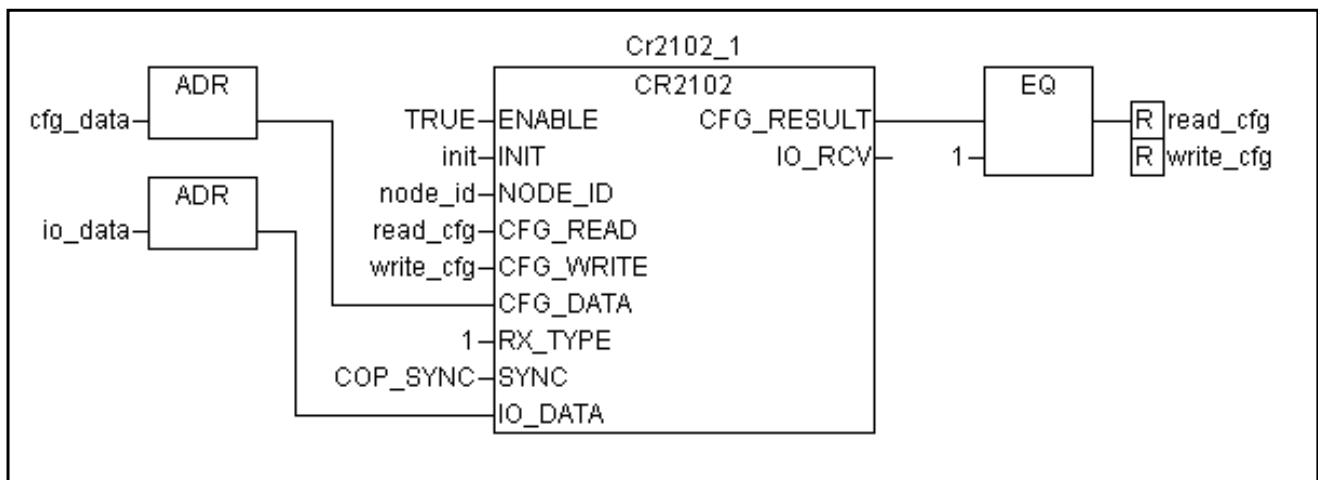 Cr2102_1
ADR
CR2102
EQ
cfg_data
TRUE ENABLE CFG_RESULT R read_cfg
init INIT IO_RCV 1 R write_cfg
ADR
node_id NODE_ID
io_data read_cfg CFG_READ
write_cfg CFG_WRITE
CFG_DATA
1 RX_TYPE
COP_SYNC SYNC
IO_DATA